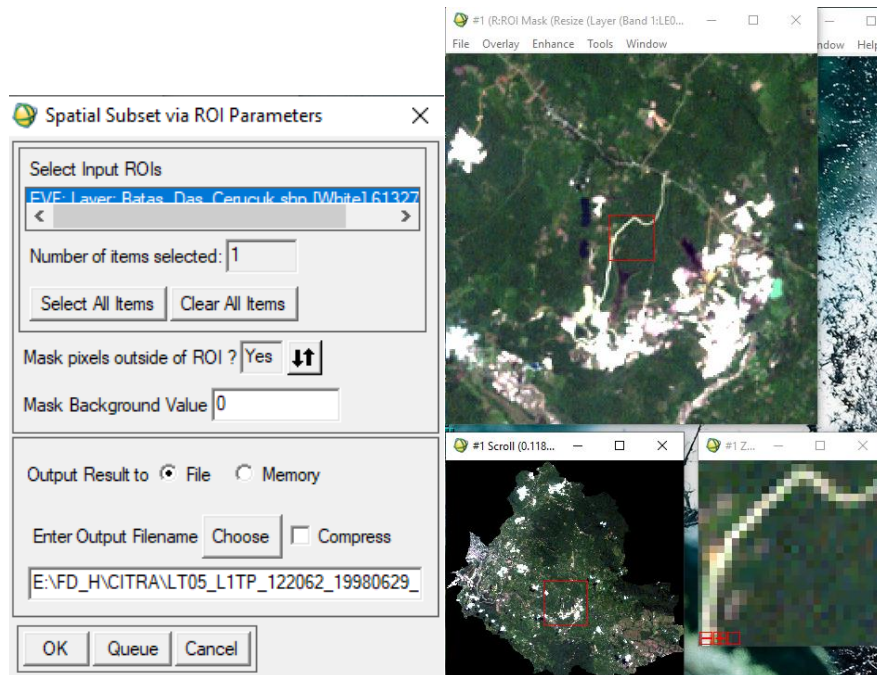 Spatial Subset via ROI Parameters
Select Input ROIs
EVF: Layer: Batas_Das_Cerucuk.shp [White] 61327
Number of items selected: 1
Select All Items Clear All Items
Mask pixels outside of ROI ? Yes
Mask Background Value 0
Output Result to File Memory
Enter Output Filename Choose Compress
E:\FD_H\CITRA\LT05_L1TP_122062_19980629_
OK Queue Cancel
#1 (R:ROI Mask (Resize (Layer (Band 1:LE0...
File Overlay Enhance Tools Window
ndow Help
#1 Scroll (0.118...
#1 Z...